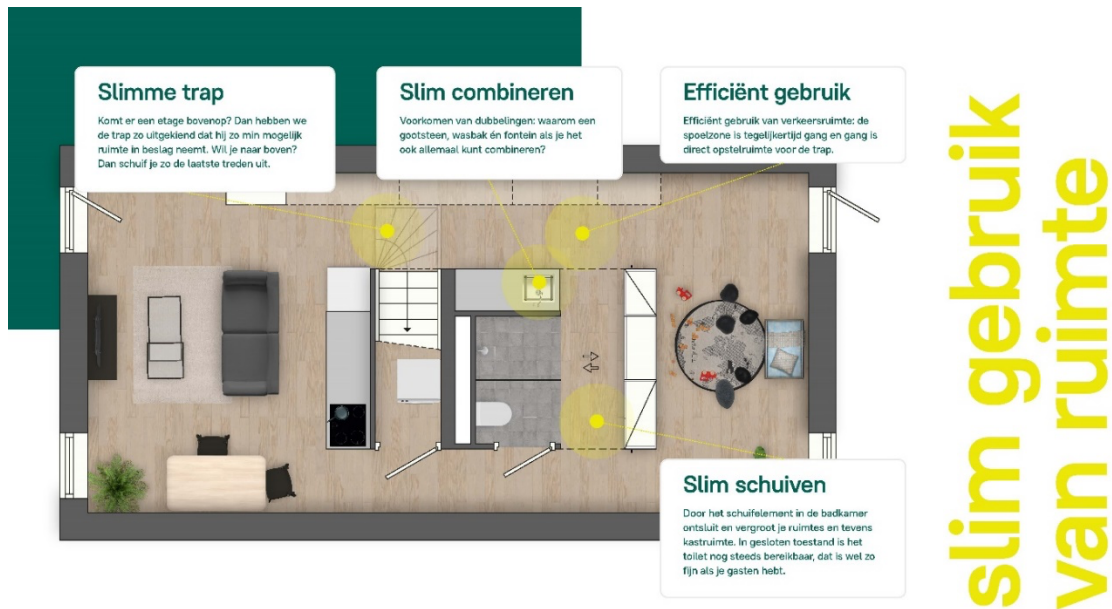 Slimme trap
Komt er een etage bovenop? Dan hebben we
de trap zo uitgekiend dat hij zo min mogelijk
ruimte in beslag neemt. Wil je naar boven?
Dan schuif je zo de laatste treden uit.
Slim combineren
Voorkomen van dubbelingen: waarom een
gootsteen, wasbak én fontein als je het
ook allemaal kunt combineren?
Efficiënt gebruik
Efficiënt gebruik van verkeersruimte: de
spoelzone is tegelijkertijd gang en gang is
direct opstelruimte voor de trap.
Slim schuiven
Door het schuifelement in de badkamer
ontsluit en vergroot je ruimtes en tevens
kastruimte. In gesloten toestand is het
toilet nog steeds bereikbaar, dat is wel zo
fijn als je gasten hebt.
slim gebruik
van ruimte